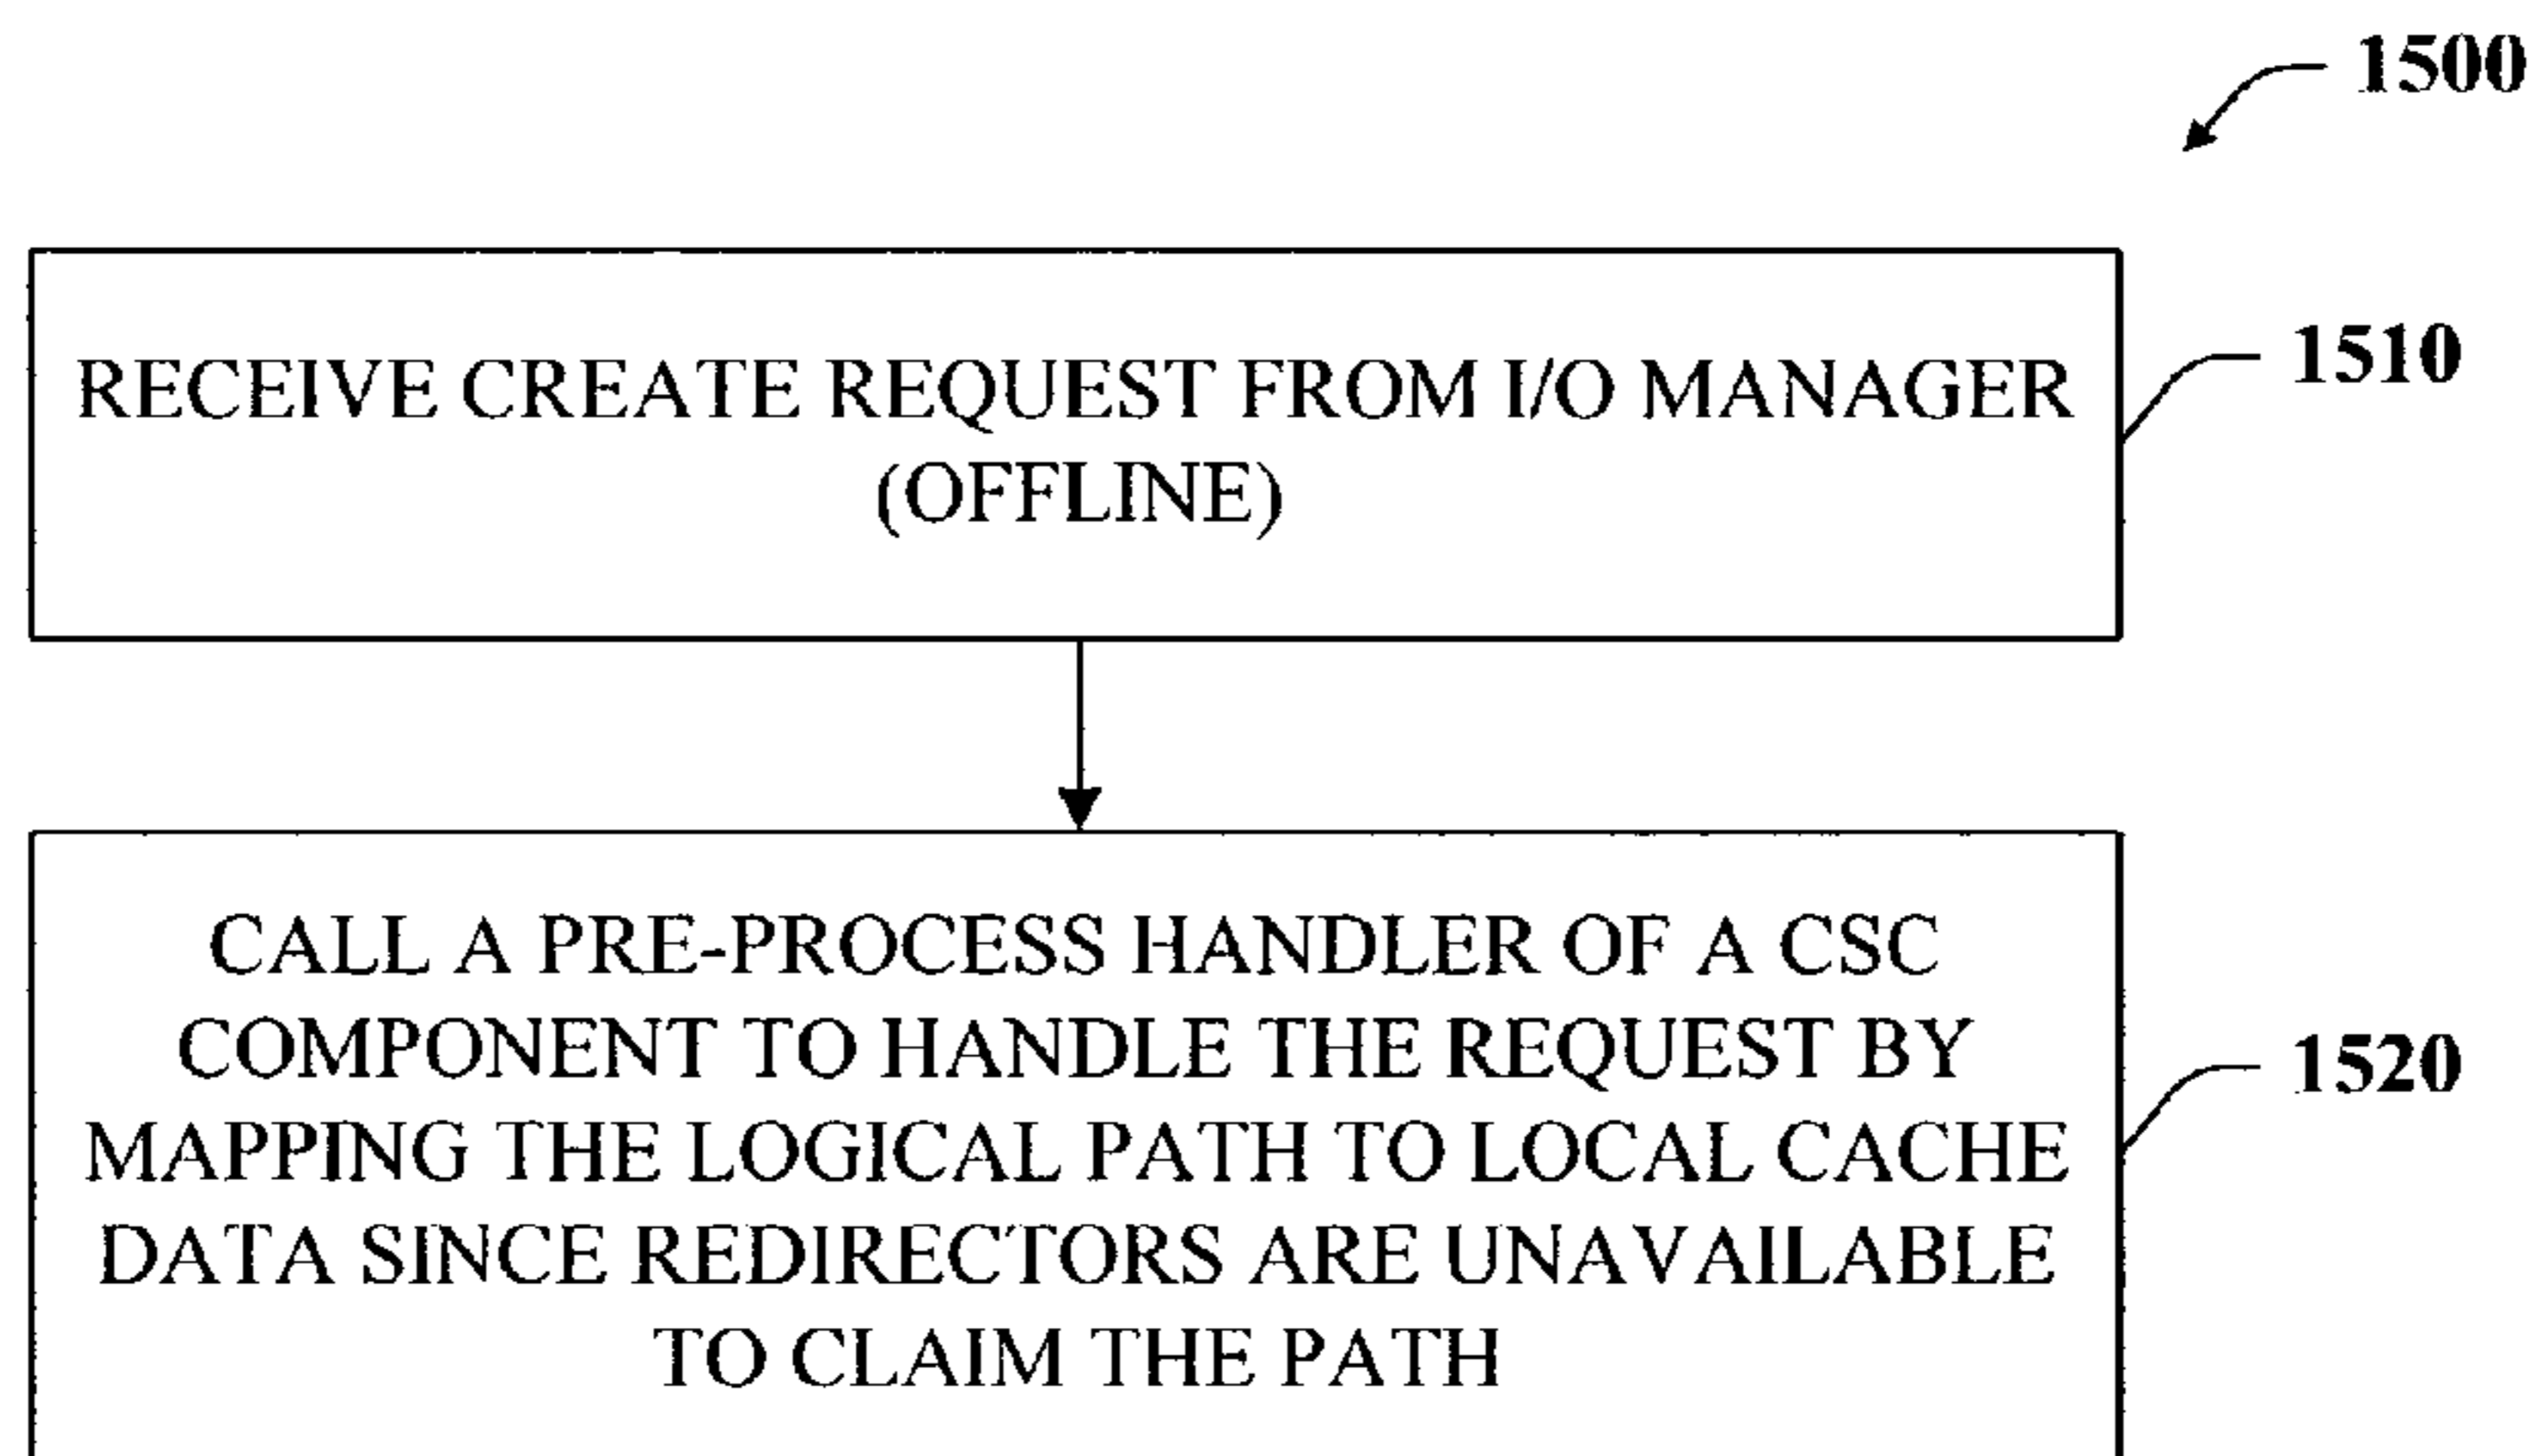 1500
RECEIVE CREATE REQUEST FROM I/O MANAGER
(OFFLINE)
1510
CALL A PRE-PROCESS HANDLER OF A CSC
COMPONENT TO HANDLE THE REQUEST BY
MAPPING THE LOGICAL PATH TO LOCAL CACHE
DATA SINCE REDIRECTORS ARE UNAVAILABLE
TO CLAIM THE PATH
1520